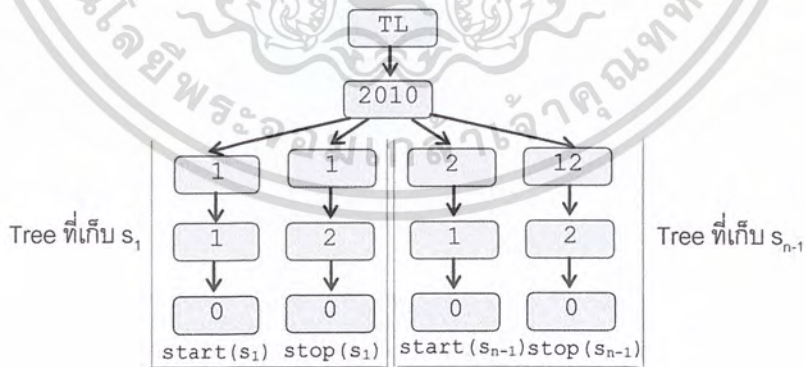 TL
2010
1 1 2 12
Tree ที่เก็บ s₁ 1 2 1 2 Tree ที่เก็บ sₙ₋₁
0 0 0 0
start(s₁) stop(s₁) start(sₙ₋₁) stop(sₙ₋₁)